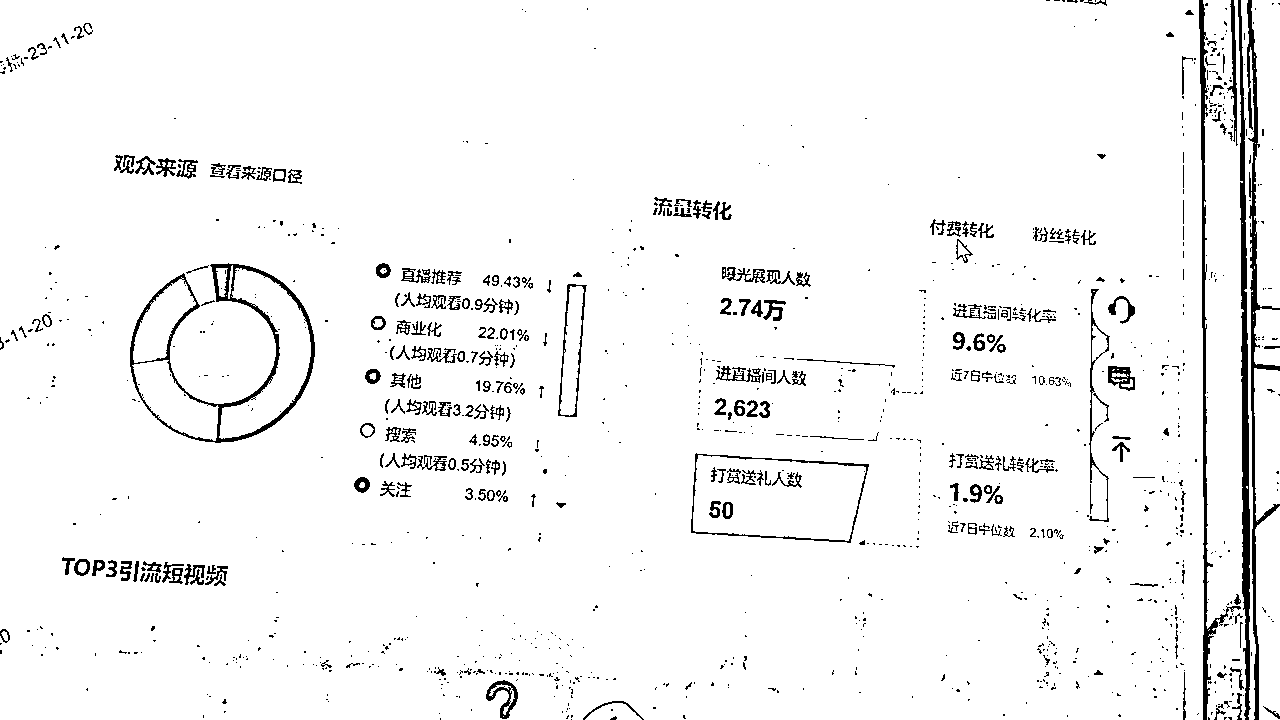 -23-11-20
观众来源 查看来源口径
直播推荐 49.43% ↓
(人均观看0.9分钟)
商业化 22.01% ↓
(人均观看0.7分钟)
其他 19.76% ↑
(人均观看3.2分钟)
搜索 4.95% ↓
(人均观看0.5分钟)
关注 3.50% ↑
流量转化
付费转化 粉丝转化
曝光展现人数
2.74万
进直播间人数
2,623
打赏送礼人数
50
进直播间转化率
9.6%
近7日中位数 10.63%
打赏送礼转化率
1.9%
近7日中位数 2.10%
-11-20
TOP3引流短视频